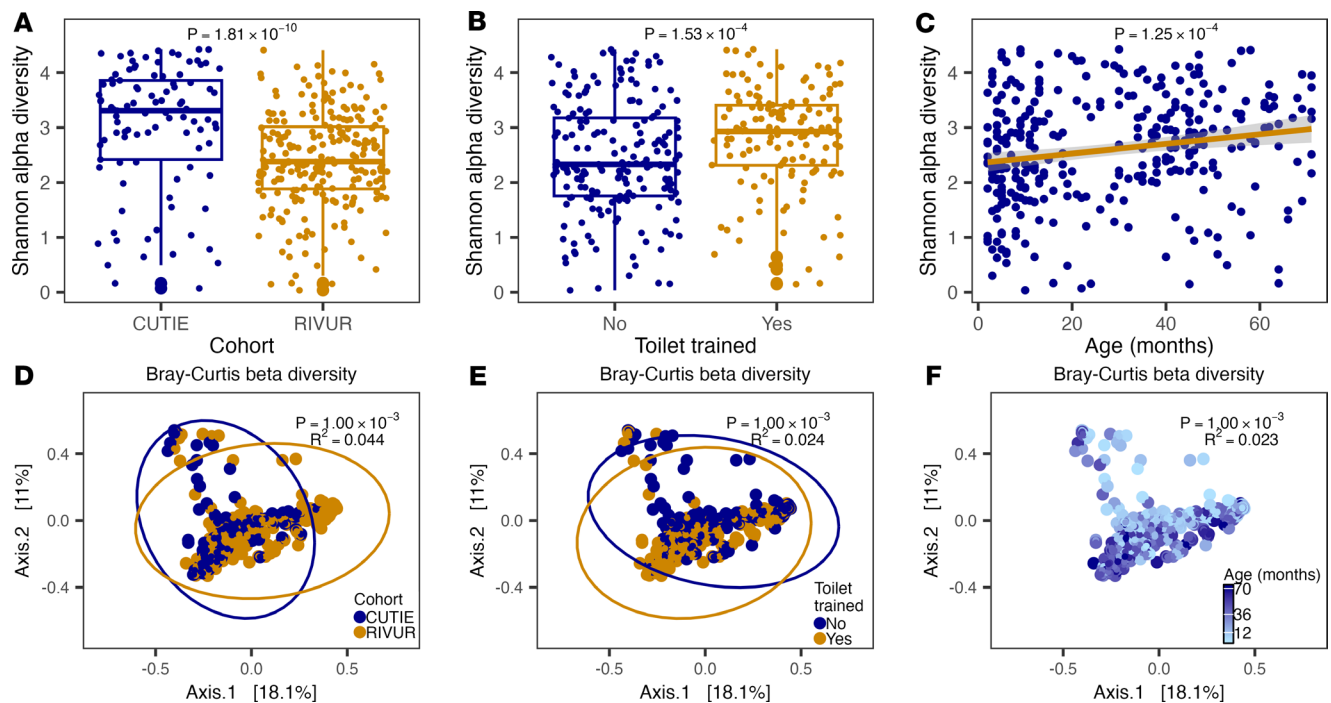 A
P = 1.81 × 10⁻¹⁰
Shannon alpha diversity
4
3
2
1
0
CUTIE
RIVUR
Cohort
B
P = 1.53 × 10⁻⁴
Shannon alpha diversity
4
3
2
1
0
No
Yes
Toilet trained
C
P = 1.25 × 10⁻⁴
Shannon alpha diversity
4
3
2
1
0
0
20
40
60
Age (months)
D
Bray-Curtis beta diversity
P = 1.00 × 10⁻³
R² = 0.044
Axis.2 [11%]
0.4
0.0
-0.4
Cohort
CUTIE
RIVUR
-0.5
0.0
0.5
Axis.1 [18.1%]
E
Bray-Curtis beta diversity
P = 1.00 × 10⁻³
R² = 0.024
Axis.2 [11%]
0.4
0.0
-0.4
Toilet
trained
No
Yes
-0.5
0.0
0.5
Axis.1 [18.1%]
F
Bray-Curtis beta diversity
P = 1.00 × 10⁻³
R² = 0.023
Axis.2 [11%]
0.4
0.0
-0.4
Age (months)
70
36
12
-0.5
0.0
0.5
Axis.1 [18.1%]